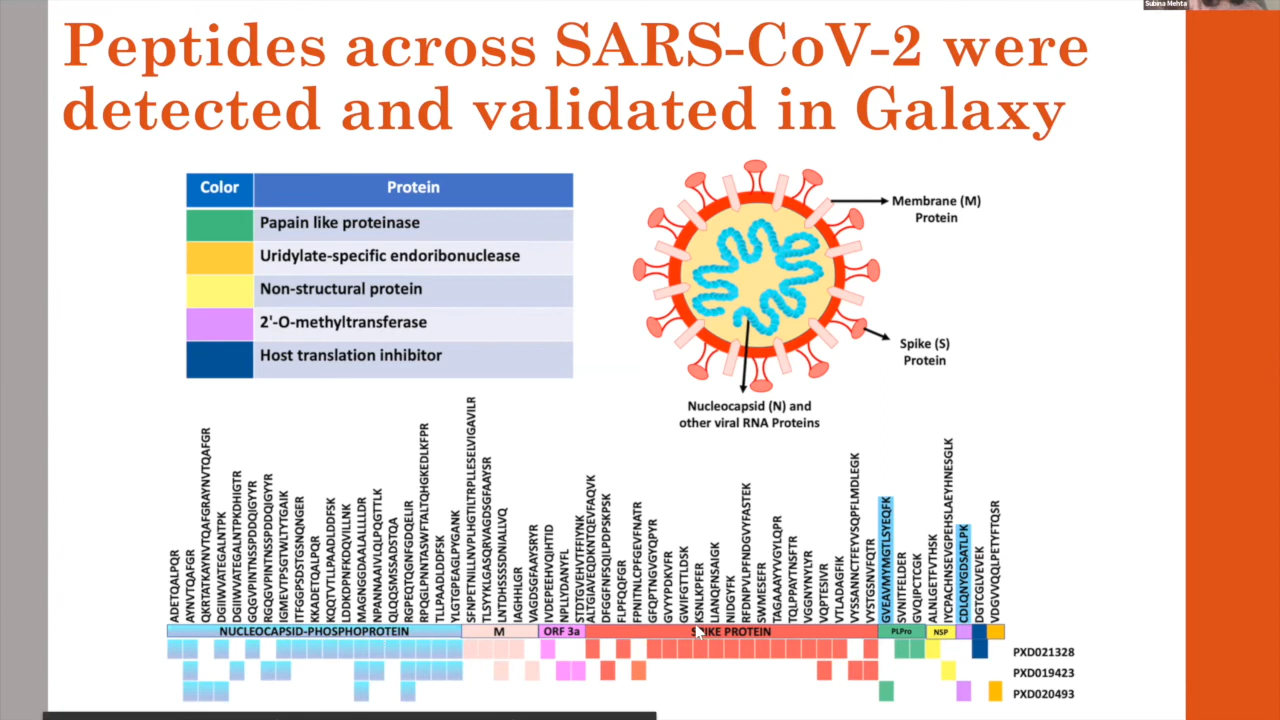 Subina Mehta
Peptides across SARS-CoV-2 were
detected and validated in Galaxy
Color Protein
Papain like proteinase
Uridylate-specific endoribonuclease
Non-structural protein
2'-O-methyltransferase
Host translation inhibitor
Membrane (M)
Protein
Spike (S)
Protein
Nucleocapsid (N) and
other viral RNA Proteins
ADETQALPQR
AYNVTQAFGR
QKRTATKAYNVTQAFGRAYNVTQAFGR
DGIIWVATEGALNTPK
DGIIWVATEGALNTPKDHIGTR
GQGVPINTNSSPDDQIGYYR
RGQGVPINTNSSPDDQIGYYR
IGMEVTPSGTWLTYTGAIK
ITFGGPSDSTGSNQNGER
KKADETQALPQR
KQQTVTLLPAADLDDFSK
LDDKDPNFKDQVILLNK
MAGNGGDAALALLLLDR
NPANNAAIVLQLPQGTTLK
QLQQSMSSADSTQA
RGPEQTQGNFGDQELIR
RPQGLPNNTASWFTALTQHGKEDLKFPR
TLLPAADLDDFSK
YLGTGPEAGLPYGANK
SFNPETNILLNVPLHGTILTRPLLESELVIGAVILR
TLSYYKLGASQRVAGDSGFAAYSR
LNTDHSSSSDNIALLVQ
IAGHHLGR
VAGDSGFAAYSRYR
IVDEPEEHVQIHTID
NPLLYDANYFL
STDTGVEHVTFFIYNK
ALTGIAVEQDKNTQEVFAQVK
DFGGFNFSQILPDPSKPSK
FLPFQQFGR
FPNITNLCPFGEVFNATR
GFQPTNGVGYQPYR
GVYYPDKVFR
GWIFGTTLDSK
KSNLKPFER
LIANQFNSAIGK
NIDGYFK
RFDNPVLPFNDGVYFASTEK
SWMESEFR
TAGAAAYYVGYLQPR
TQLPPAYTNSFTR
VGGNYNYLYR
VQPTESIVR
VTLADAGFIK
VYSSANNCTFEYVSQPFLMDLEGK
VYSTGSNVFQTR
GVEAVMYMGTLSYEQFK
SVNITFELDER
GVQIPCTCGK
ALNLGETFVTHSK
IYCPACHNSEVGPEHSLAEYHNESGLK
CDLQNYGDSATLPK
DGTCGLVEVEK
VDGVVQQLPETYFTQSR
NUCLEOCAPSID-PHOSPHOPROTEIN M ORF 3a SPIKE PROTEIN PLPro NSP
PXD021328
PXD019423
PXD020493